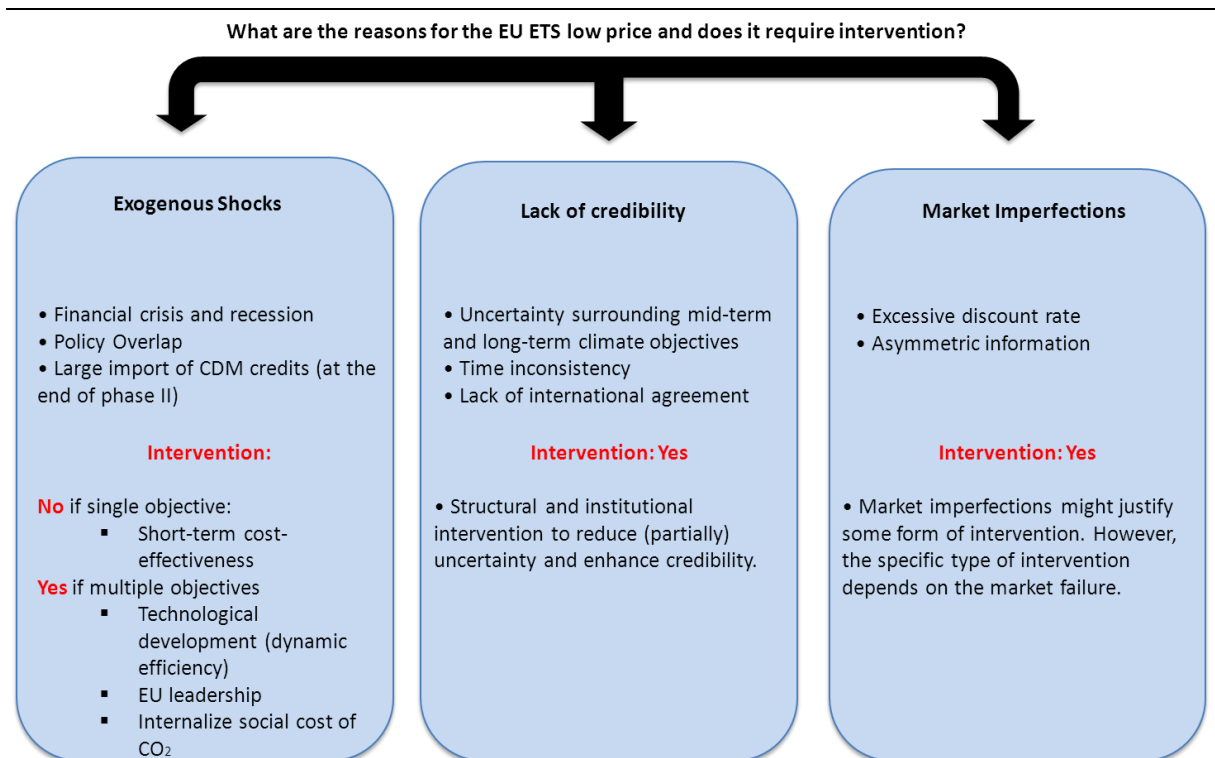 What are the reasons for the EU ETS low price and does it require intervention?
Exogenous Shocks
• Financial crisis and recession
• Policy Overlap
• Large import of CDM credits (at the
end of phase II)
Intervention:
No if single objective:
▪ Short-term cost-
effectiveness
Yes if multiple objectives
▪ Technological
development (dynamic
efficiency)
▪ EU leadership
▪ Internalize social cost of
CO₂
Lack of credibility
• Uncertainty surrounding mid-term
and long-term climate objectives
• Time inconsistency
• Lack of international agreement
Intervention: Yes
• Structural and institutional
intervention to reduce (partially)
uncertainty and enhance credibility.
Market Imperfections
• Excessive discount rate
• Asymmetric information
Intervention: Yes
• Market imperfections might justify
some form of intervention. However,
the specific type of intervention
depends on the market failure.